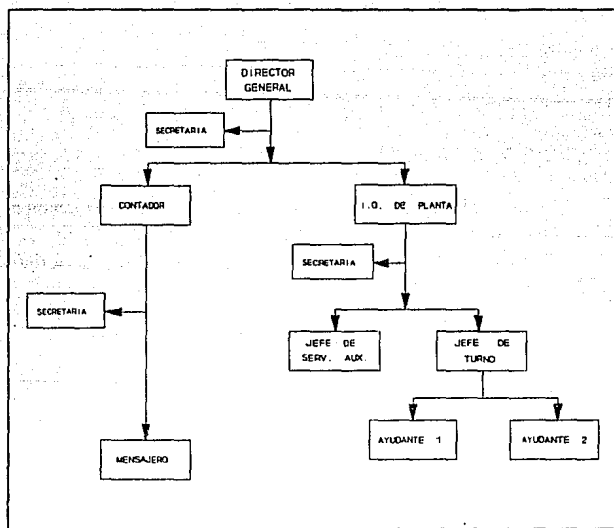 DIRECTOR
GENERAL
SECRETARIA
CONTADOR
I.Q. DE PLANTA
SECRETARIA
SECRETARIA
JEFE DE
SERV. AUX.
JEFE DE
TURNO
AYUDANTE 1
AYUDANTE 2
MENSAJERO